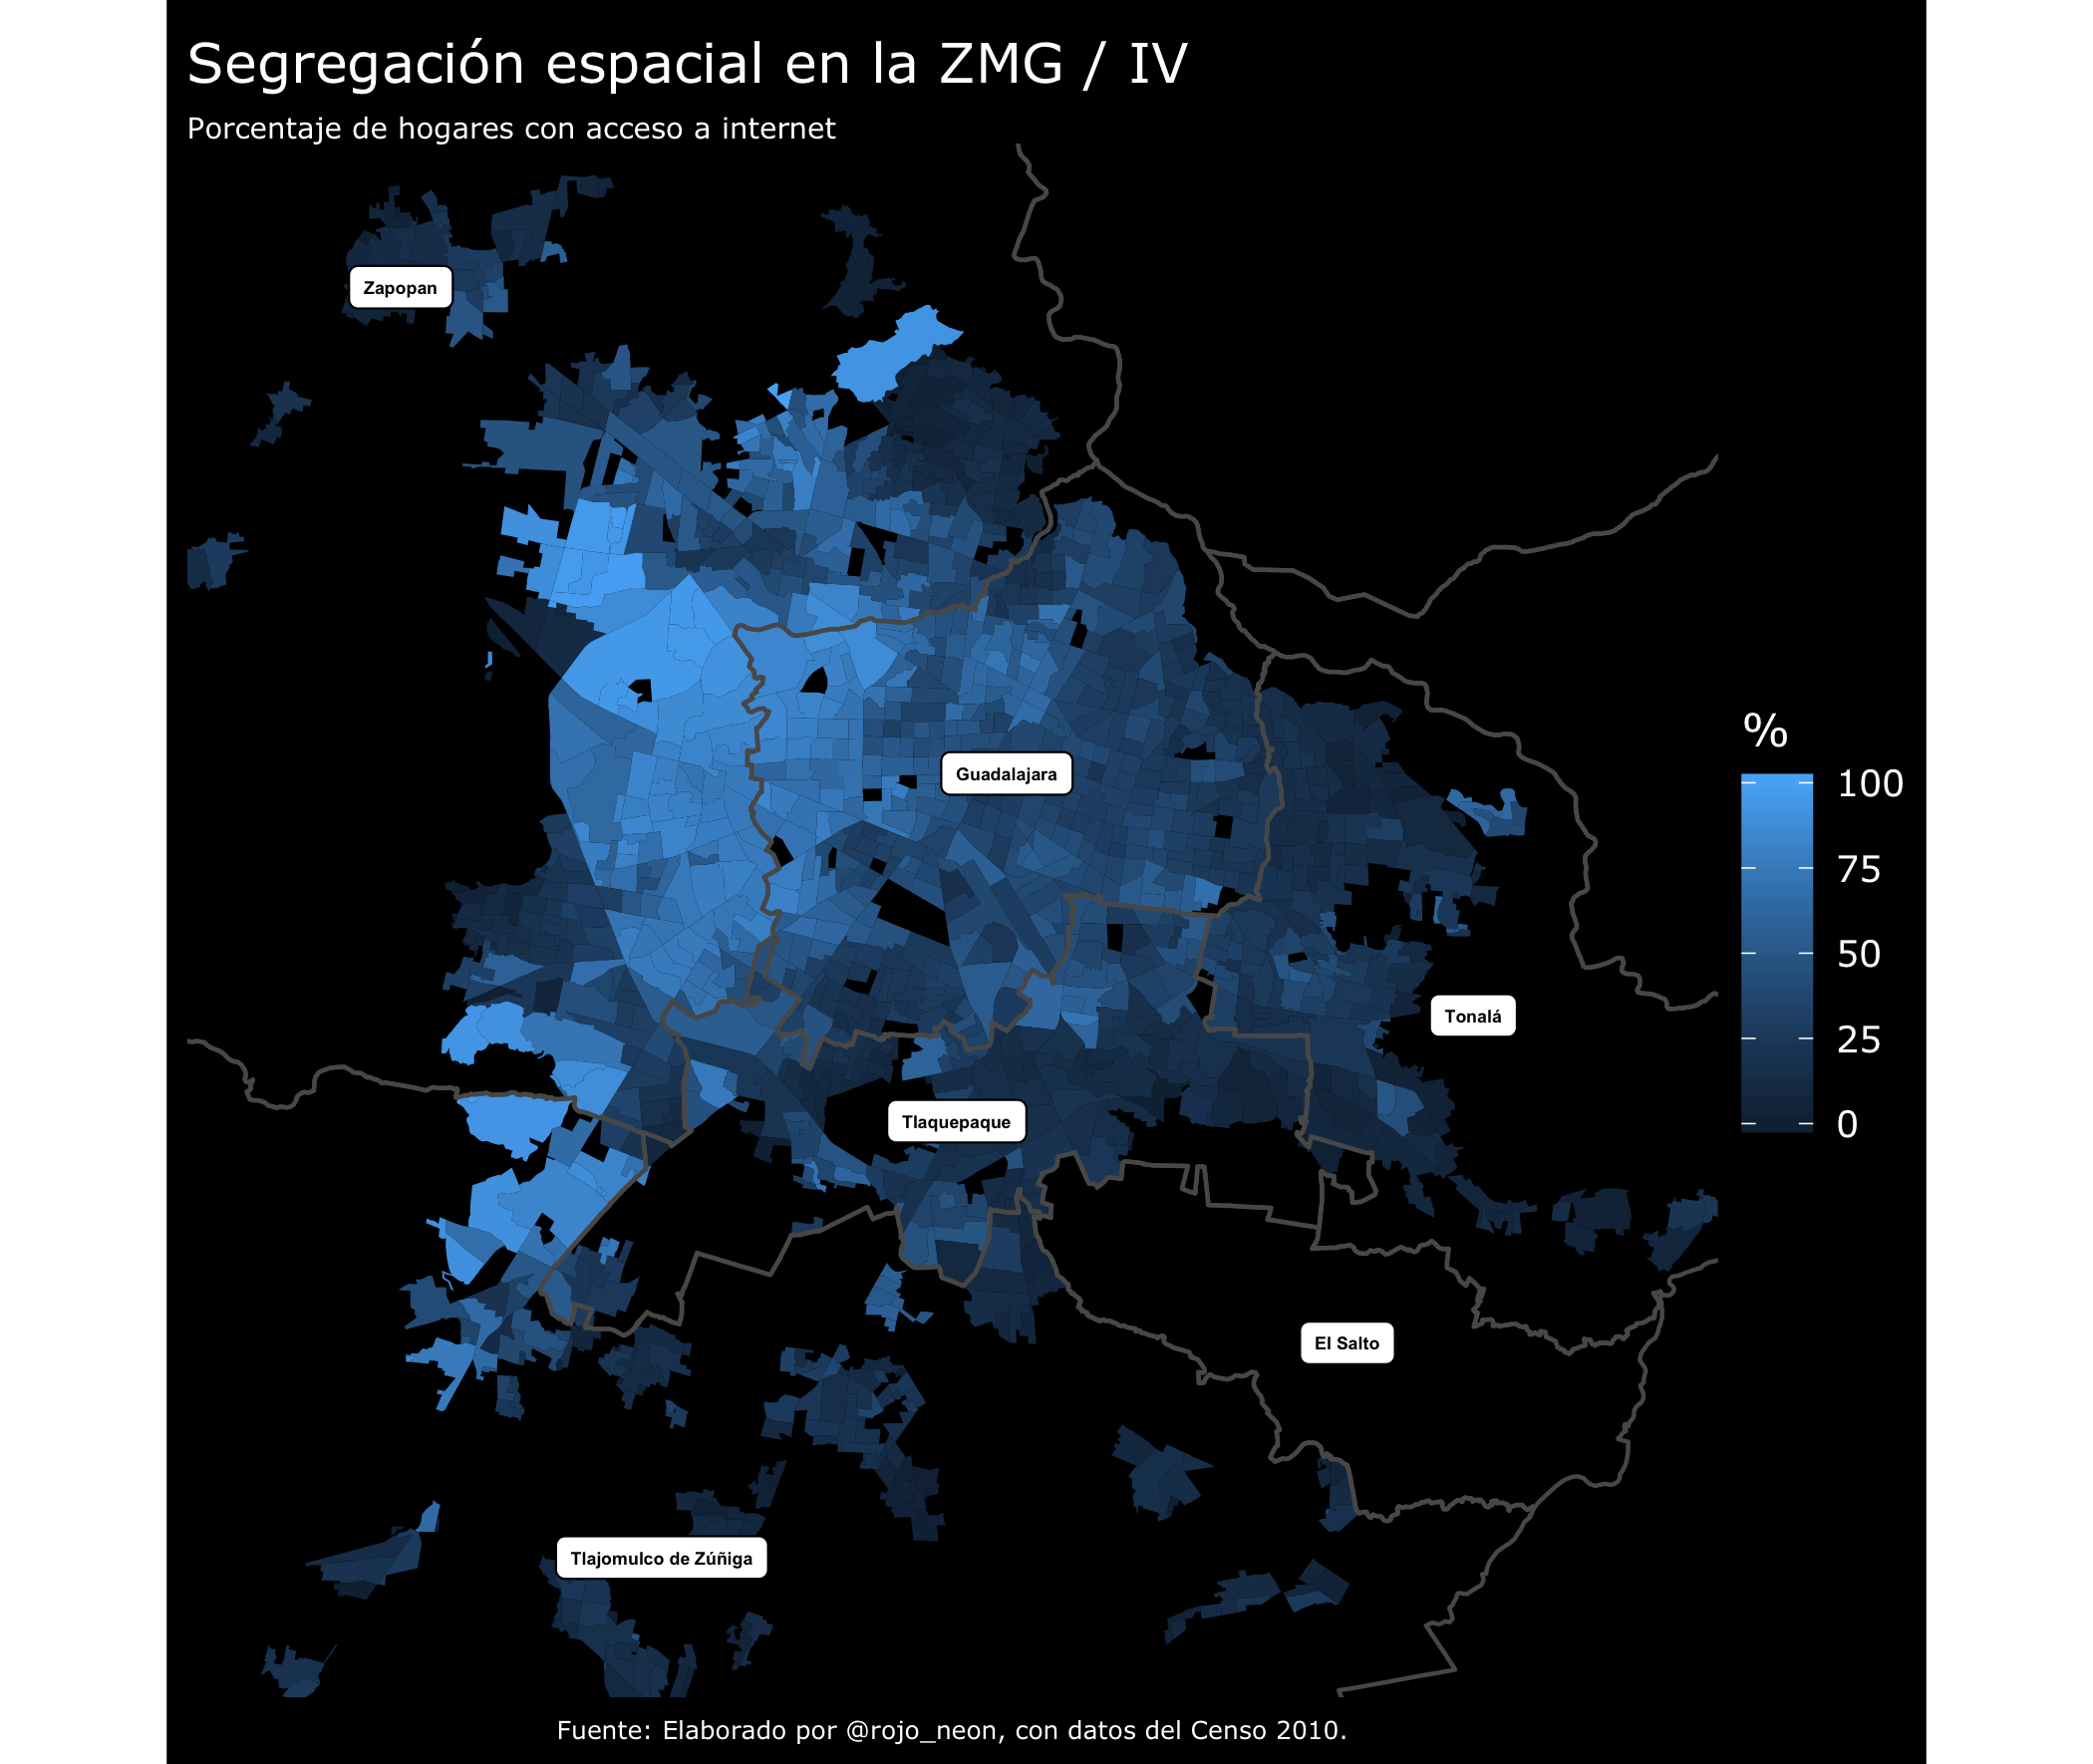 Segregación espacial en la ZMG / IV
Porcentaje de hogares con acceso a internet
Zapopan
Guadalajara
%
100
75
50
25
0
Tonalá
Tlaquepaque
El Salto
Tlajomulco de Zúñiga
Fuente: Elaborado por @rojo_neon, con datos del Censo 2010.